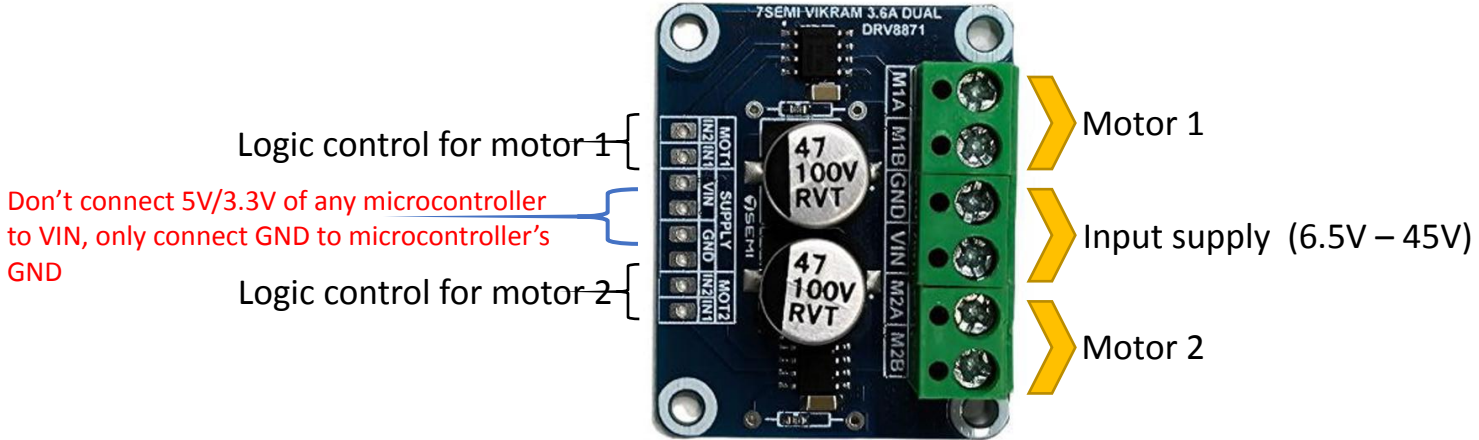 7SEMI VIKRAM 3.6A DUAL
DRV8871
Logic control for motor 1
Don’t connect 5V/3.3V of any microcontroller
to VIN, only connect GND to microcontroller’s
GND
Logic control for motor 2
IN2|IN1
MOT1
VIN
GND
SUPPLY
IN2|IN1
MOT2
7SEMI
47
100V
RVT
47
100V
RVT
M1A | M1B
GND | VIN
M2A | M2B
Motor 1
Input supply (6.5V – 45V)
Motor 2